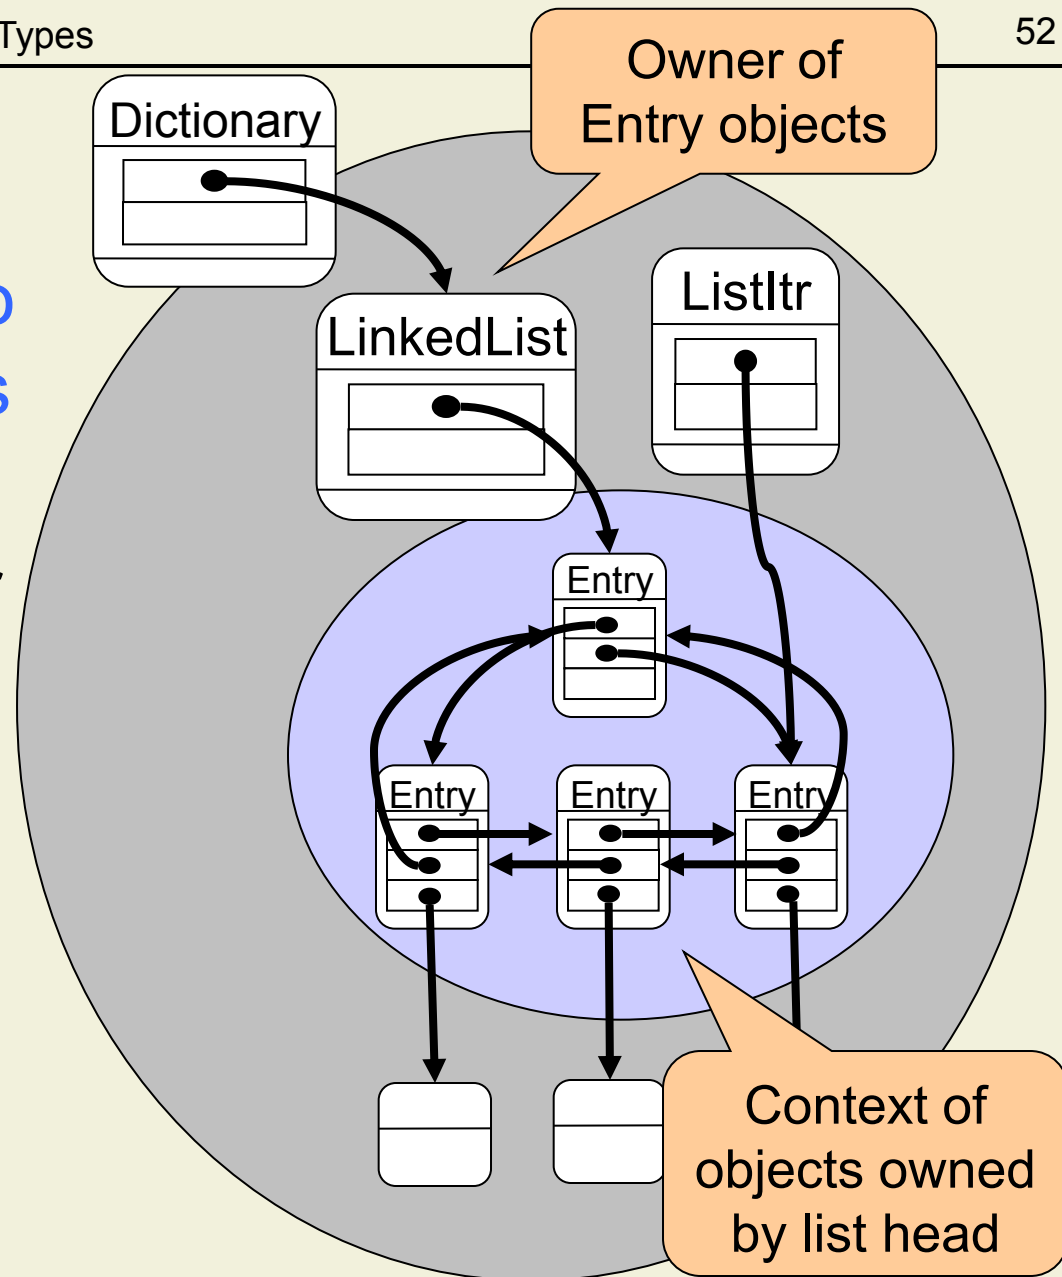 Types
52
Owner of
Entry objects
Dictionary
ListItr
LinkedList
Entry
Entry
Entry
Entry
Context of
objects owned
by list head